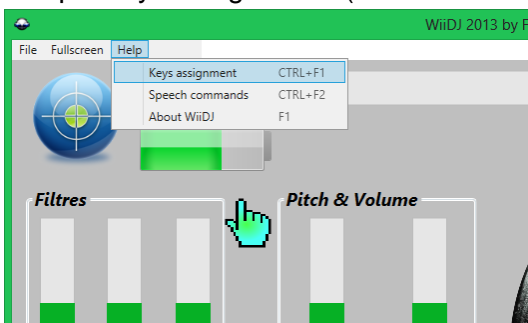 WiiDJ 2013 by
File Fullscreen Help
Keys assignment CTRL+F1
Speech commands CTRL+F2
About WiiDJ F1
Filtres
Pitch & Volume